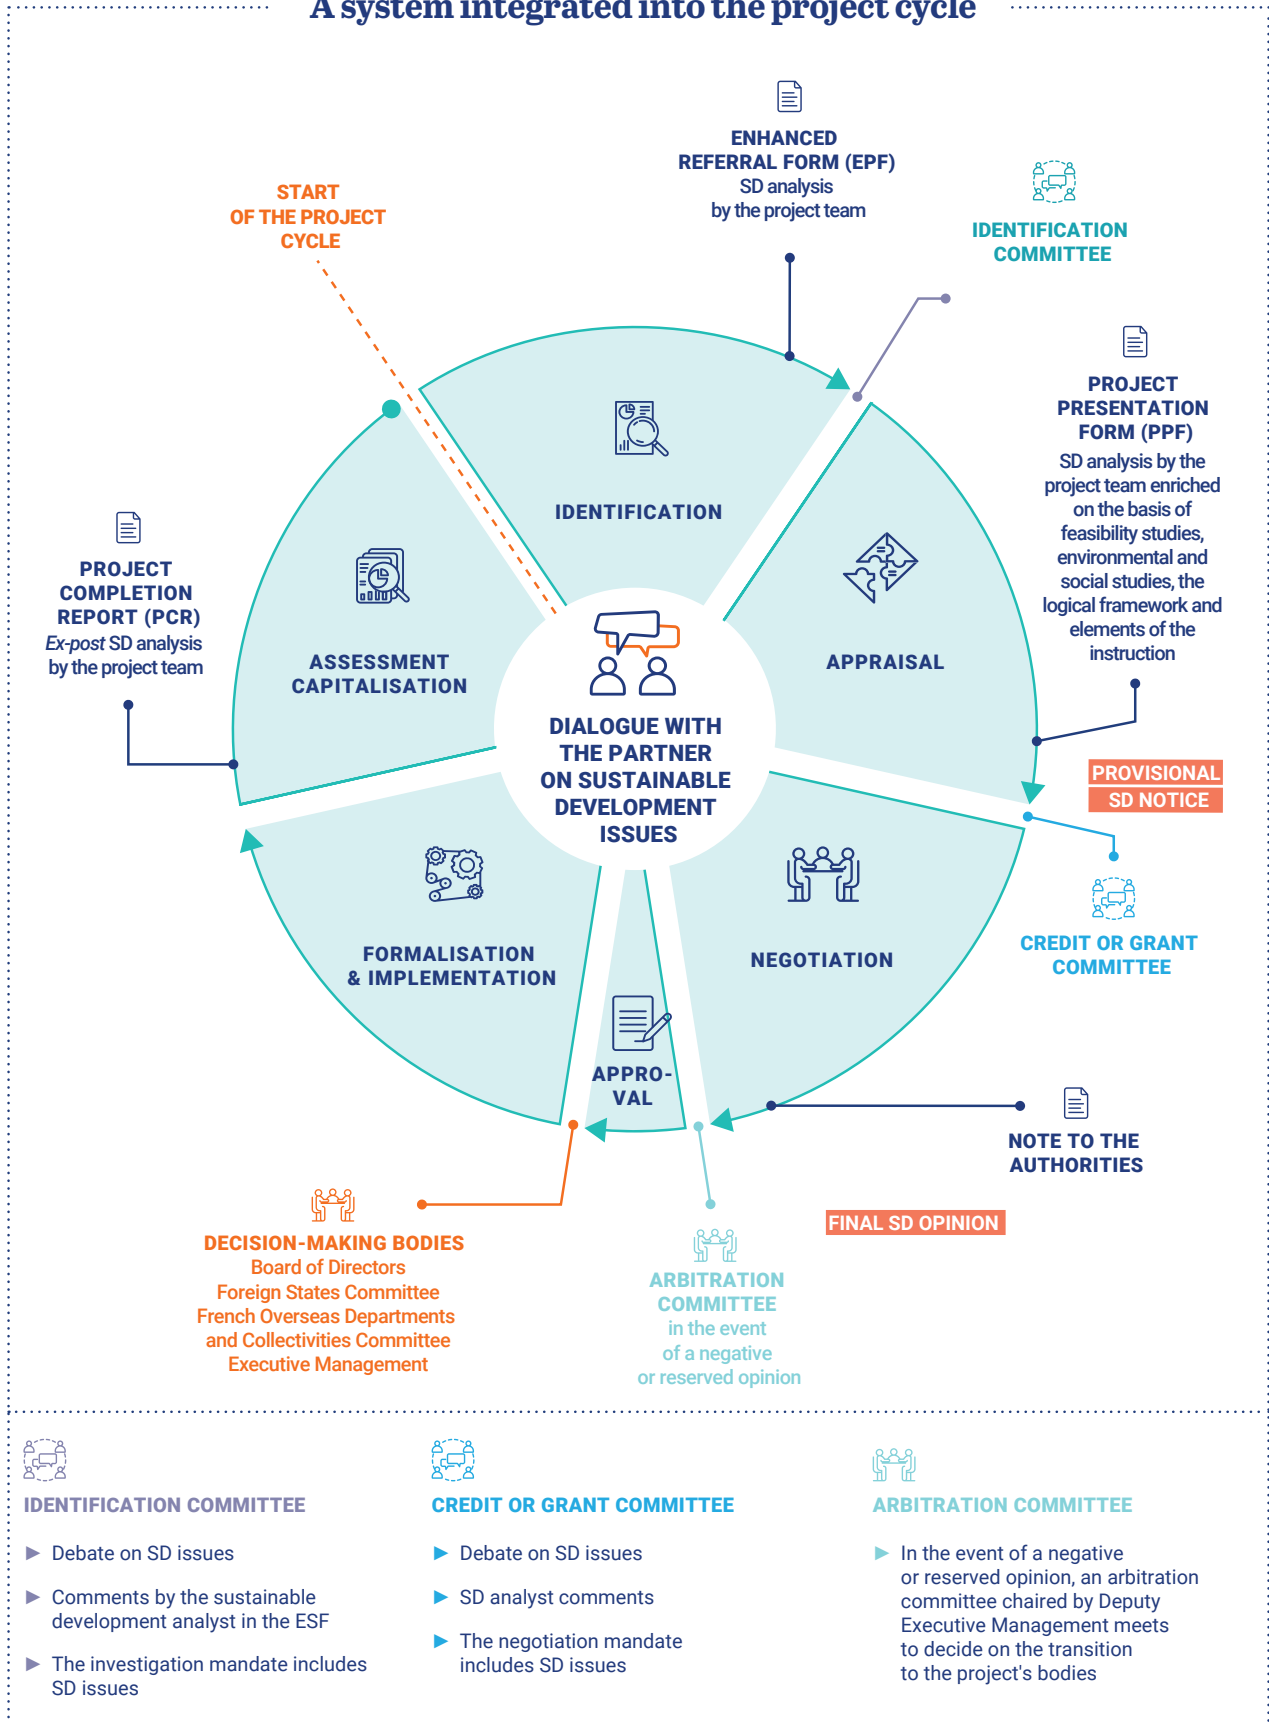 A system integrated into the project cycle
ENHANCED
REFERRAL FORM (EPF)
SD analysis
by the project team
START
OF THE PROJECT
CYCLE
IDENTIFICATION
COMMITTEE
PROJECT
PRESENTATION
FORM (PPF)
SD analysis by the
project team enriched
on the basis of
feasibility studies,
environmental and
social studies, the
logical framework and
elements of the
instruction
IDENTIFICATION
PROJECT
COMPLETION
REPORT (PCR)
Ex-post SD analysis
by the project team
ASSESSMENT
CAPITALISATION
APPRAISAL
DIALOGUE WITH
THE PARTNER
ON SUSTAINABLE
DEVELOPMENT
ISSUES
PROVISIONAL
SD NOTICE
FORMALISATION
& IMPLEMENTATION
NEGOTIATION
CREDIT OR GRANT
COMMITTEE
APPRO-
VAL
NOTE TO THE
AUTHORITIES
FINAL SD OPINION
DECISION-MAKING BODIES
Board of Directors
Foreign States Committee
French Overseas Departments
and Collectivities Committee
Executive Management
ARBITRATION
COMMITTEE
in the event
of a negative
or reserved opinion
IDENTIFICATION COMMITTEE
► Debate on SD issues
► Comments by the sustainable
development analyst in the ESF
► The investigation mandate includes
SD issues
CREDIT OR GRANT COMMITTEE
► Debate on SD issues
► SD analyst comments
► The negotiation mandate
includes SD issues
ARBITRATION COMMITTEE
► In the event of a negative
or reserved opinion, an arbitration
committee chaired by Deputy
Executive Management meets
to decide on the transition
to the project's bodies